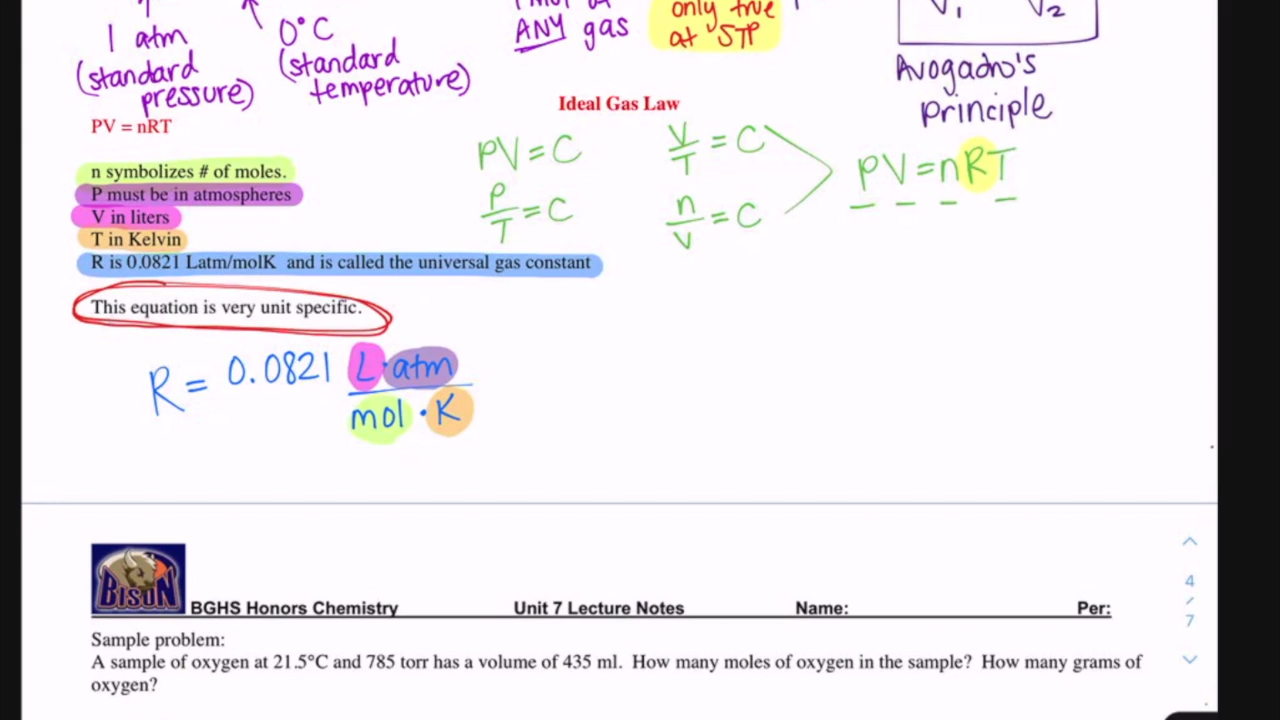 1 atm
(standard
pressure)
0°C
(standard
temperature)
ANY gas
only true
at STP
V₁ V₂
Avogadro's
principle
Ideal Gas Law
PV = nRT
n symbolizes # of moles.
P must be in atmospheres
V in liters
T in Kelvin
R is 0.0821 Latm/molK and is called the universal gas constant
This equation is very unit specific.
PV = C
P/T = C
V/T = C
n/V = C
PV = nRT
R = 0.0821 L·atm
mol · K
BISON
BGHS Honors Chemistry Unit 7 Lecture Notes Name: Per:
4
/
7
Sample problem:
A sample of oxygen at 21.5°C and 785 torr has a volume of 435 ml. How many moles of oxygen in the sample? How many grams of
oxygen?